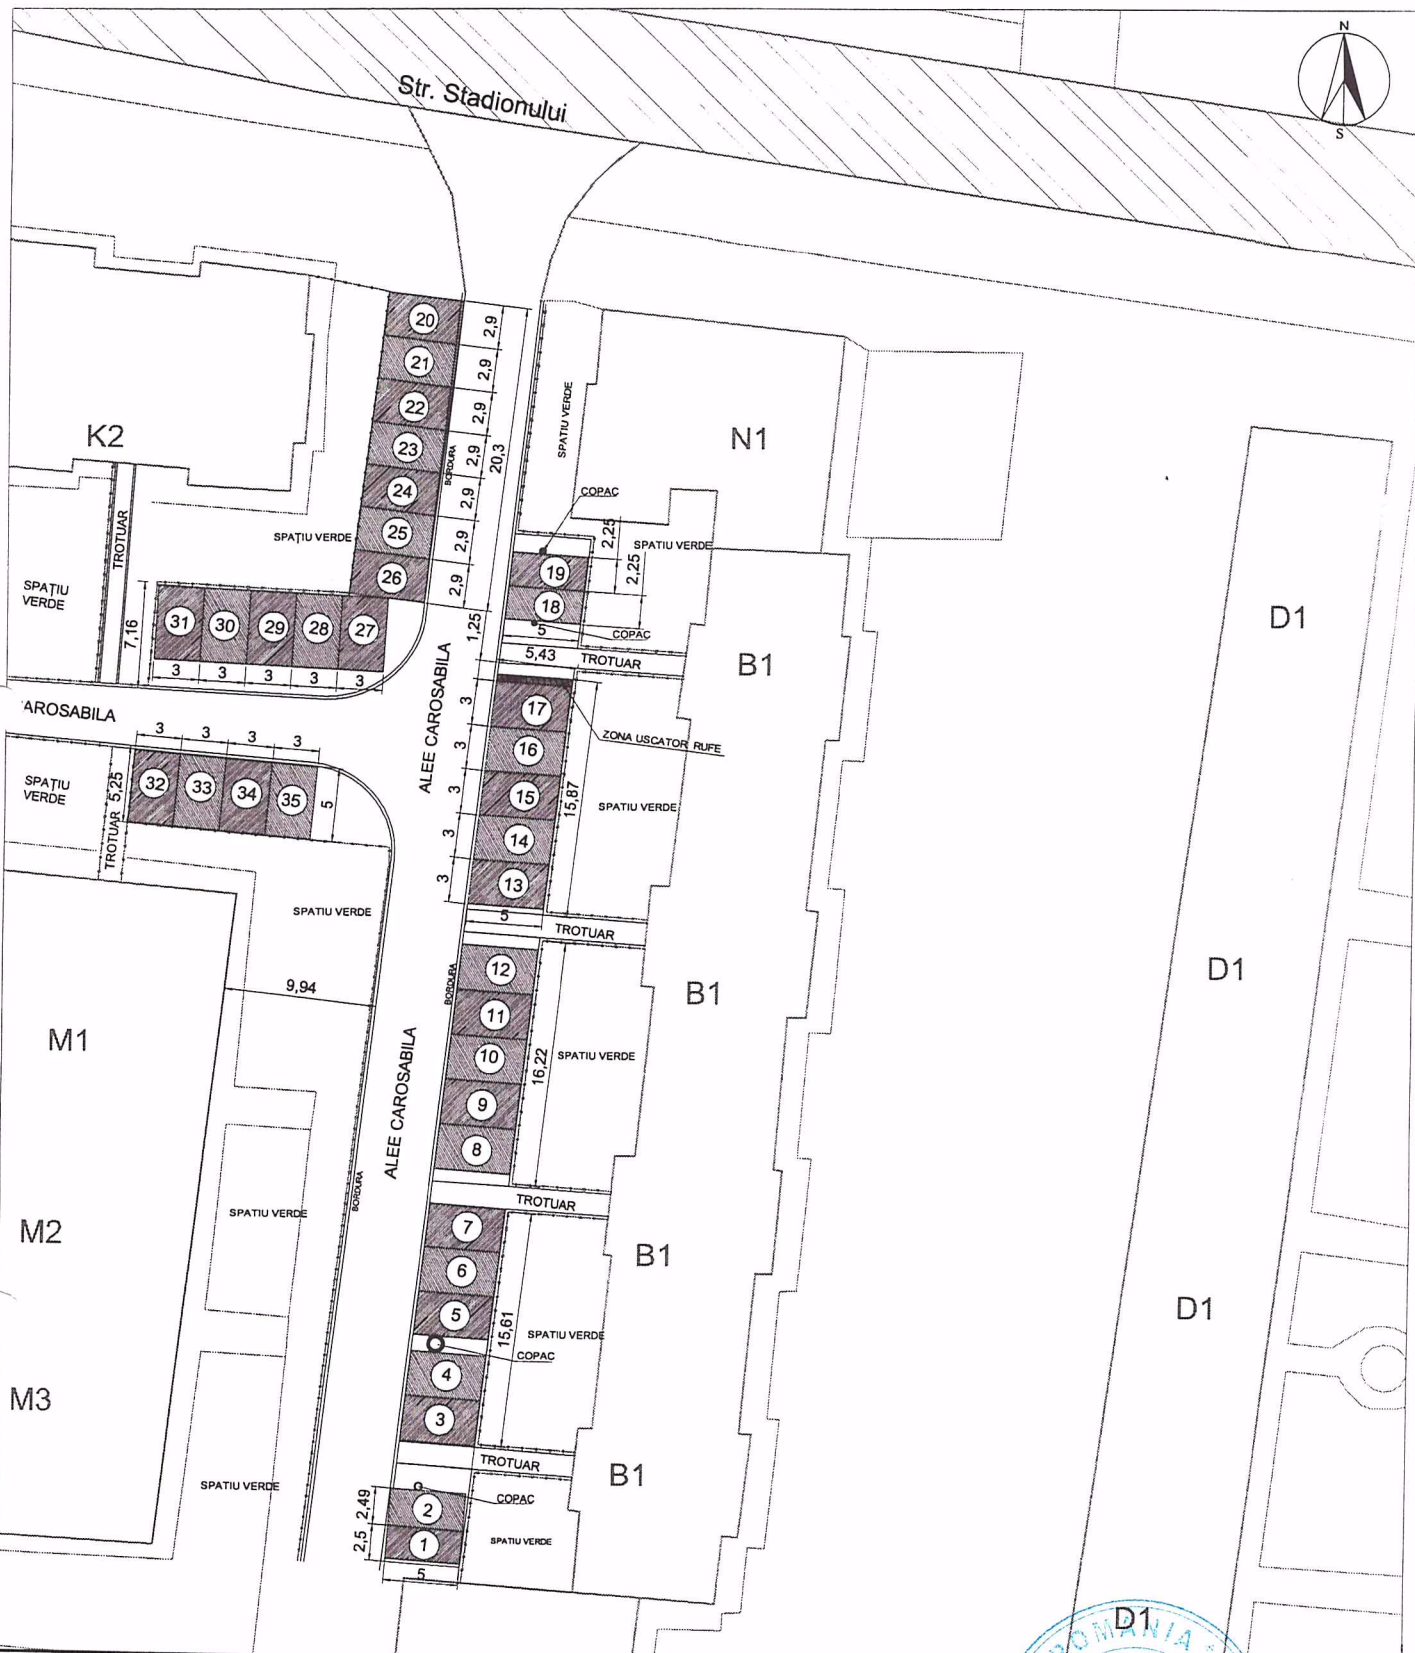 N
S
Str. Stadionului
20
2,9
21
2,9
22
2,9
23
2,9
24
2,9
25
2,9
26
2,9
20,3
BORDURA
SPATIU VERDE
K2
N1
TROTUAR
SPAŢIU VERDE
COPAC
2,25
SPATIU VERDE
19
2,25
18
COPAC
5
1,25
5,43
TROTUAR
SPAŢIU
VERDE
7,16
31
30
29
28
27
3
3
3
3
3
B1
D1
ALEE CAROSABILA
AROSABILA
17
3
ZONA USCATOR RUFE
16
3
15
3
15,87
SPATIU VERDE
14
3
13
3
5
TROTUAR
3
3
3
3
SPAŢIU
VERDE
TROTUAR
5,25
32
33
34
35
5
SPATIU VERDE
9,94
BORDURA
12
11
10
9
8
16,22
SPATIU VERDE
B1
D1
M1
ALEE CAROSABILA
BORDURA
TROTUAR
SPATIU VERDE
M2
7
6
5
15,61
SPATIU VERDE
COPAC
4
3
B1
D1
M3
TROTUAR
SPATIU VERDE
B1
COPAC
2,49
2
2,5
1
SPATIU VERDE
5
D1
ROMANIA